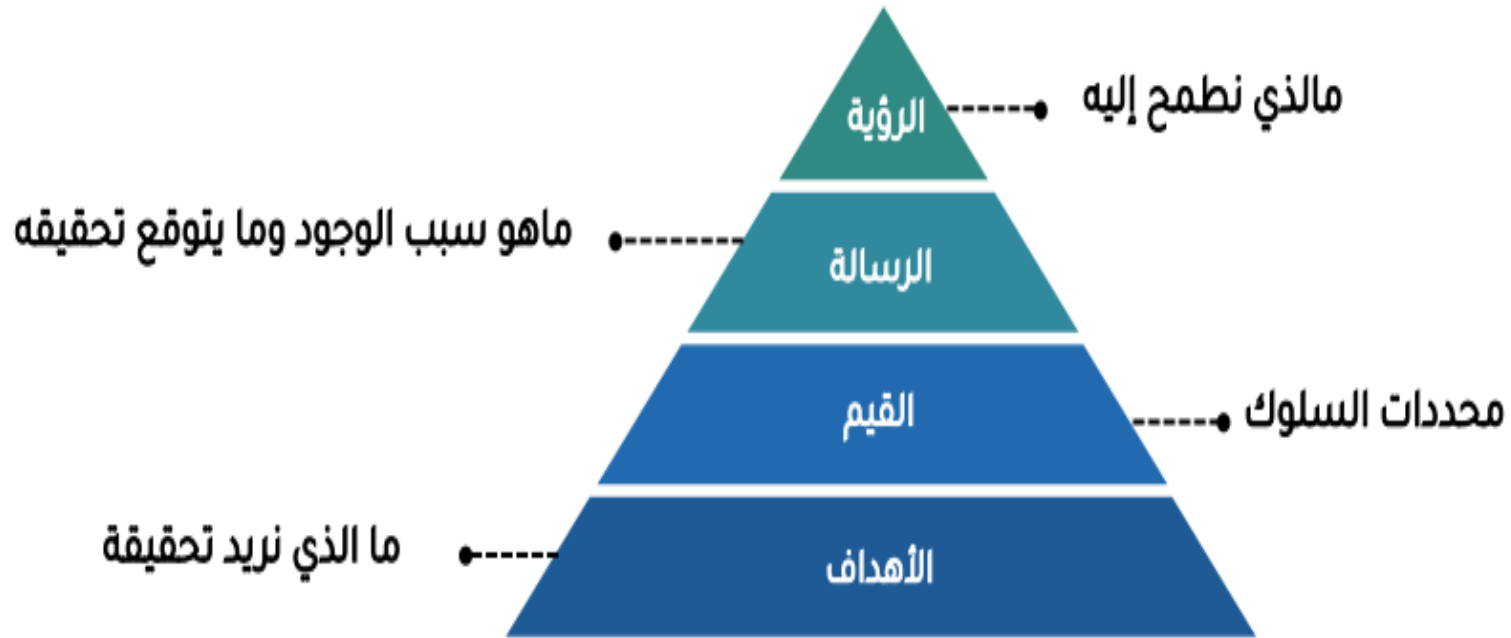 الرؤية
مالذي نطمح إليه
الرسالة
ماهو سبب الوجود وما يتوقع تحقيقه
القيم
محددات السلوك
الأهداف
ما الذي نريد تحقيقة